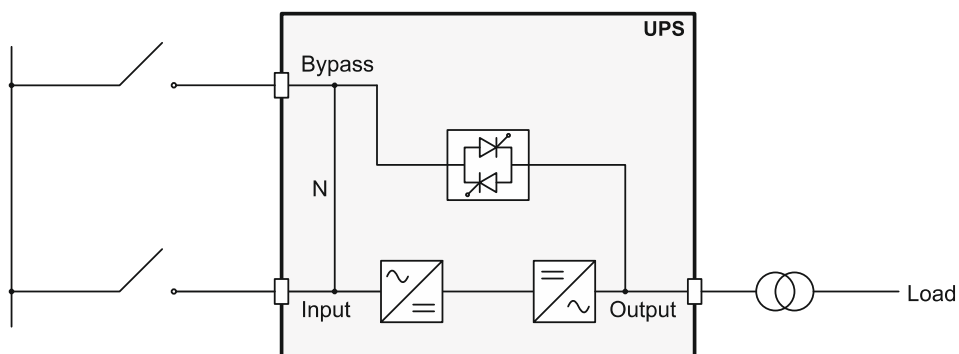 UPS
Bypass
N
Input
Output
Load